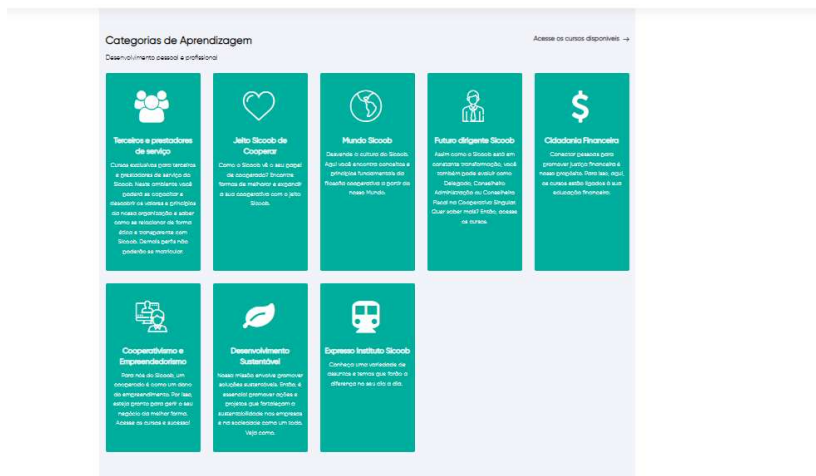 Categorias de Aprendizagem
Acesse os cursos disponíveis →
Desenvolvimento pessoal e profissional
Terceiros e prestadores
de serviço
Cursos exclusivos para terceiros
e prestadores de serviço do
Sicoob. Neste ambiente você
poderá se capacitar e
descobrir os valores e princípios
da nossa organização e saber
como se relacionar de forma
ética e transparente com
Sicoob. Demais perfis não
poderão se matricular.
Jeito Sicoob de
Cooperar
Como o Sicoob vê o seu papel
de cooperado? Encontre
formas de melhorar e expandir
a sua cooperativa com o jeito
Sicoob.
Mundo Sicoob
Desvende a cultura do Sicoob.
Aqui você encontra conceitos e
princípios fundamentais da
filosofia cooperativa a partir do
nosso Mundo.
Futuro dirigente Sicoob
Assim como o Sicoob está em
constante transformação, você
também pode evoluir como
Delegado, Conselheiro
Administração ou Conselheiro
Fiscal na Cooperativa Singular.
Quer saber mais? Então, acesse
os cursos.
Cidadania Financeira
Conectar pessoas para
promover justiça financeira é
nosso propósito. Para isso, aqui,
os cursos estão ligados à sua
educação financeira.
Cooperativismo e
Empreendedorismo
Para nós do Sicoob, um
cooperado é como um dono
do empreendimento. Por isso,
esteja pronto para gerir o seu
negócio da melhor forma.
Acesse os cursos e sucesso!
Desenvolvimento
Sustentável
Nossa missão envolve promover
soluções sustentáveis. Então, é
essencial promover ações e
projetos que fortaleçam a
sustentabilidade nas empresas
e na sociedade como um todo.
Veja como.
Expresso Instituto Sicoob
Conheça uma variedade de
assuntos e temas que farão a
diferença no seu dia a dia.